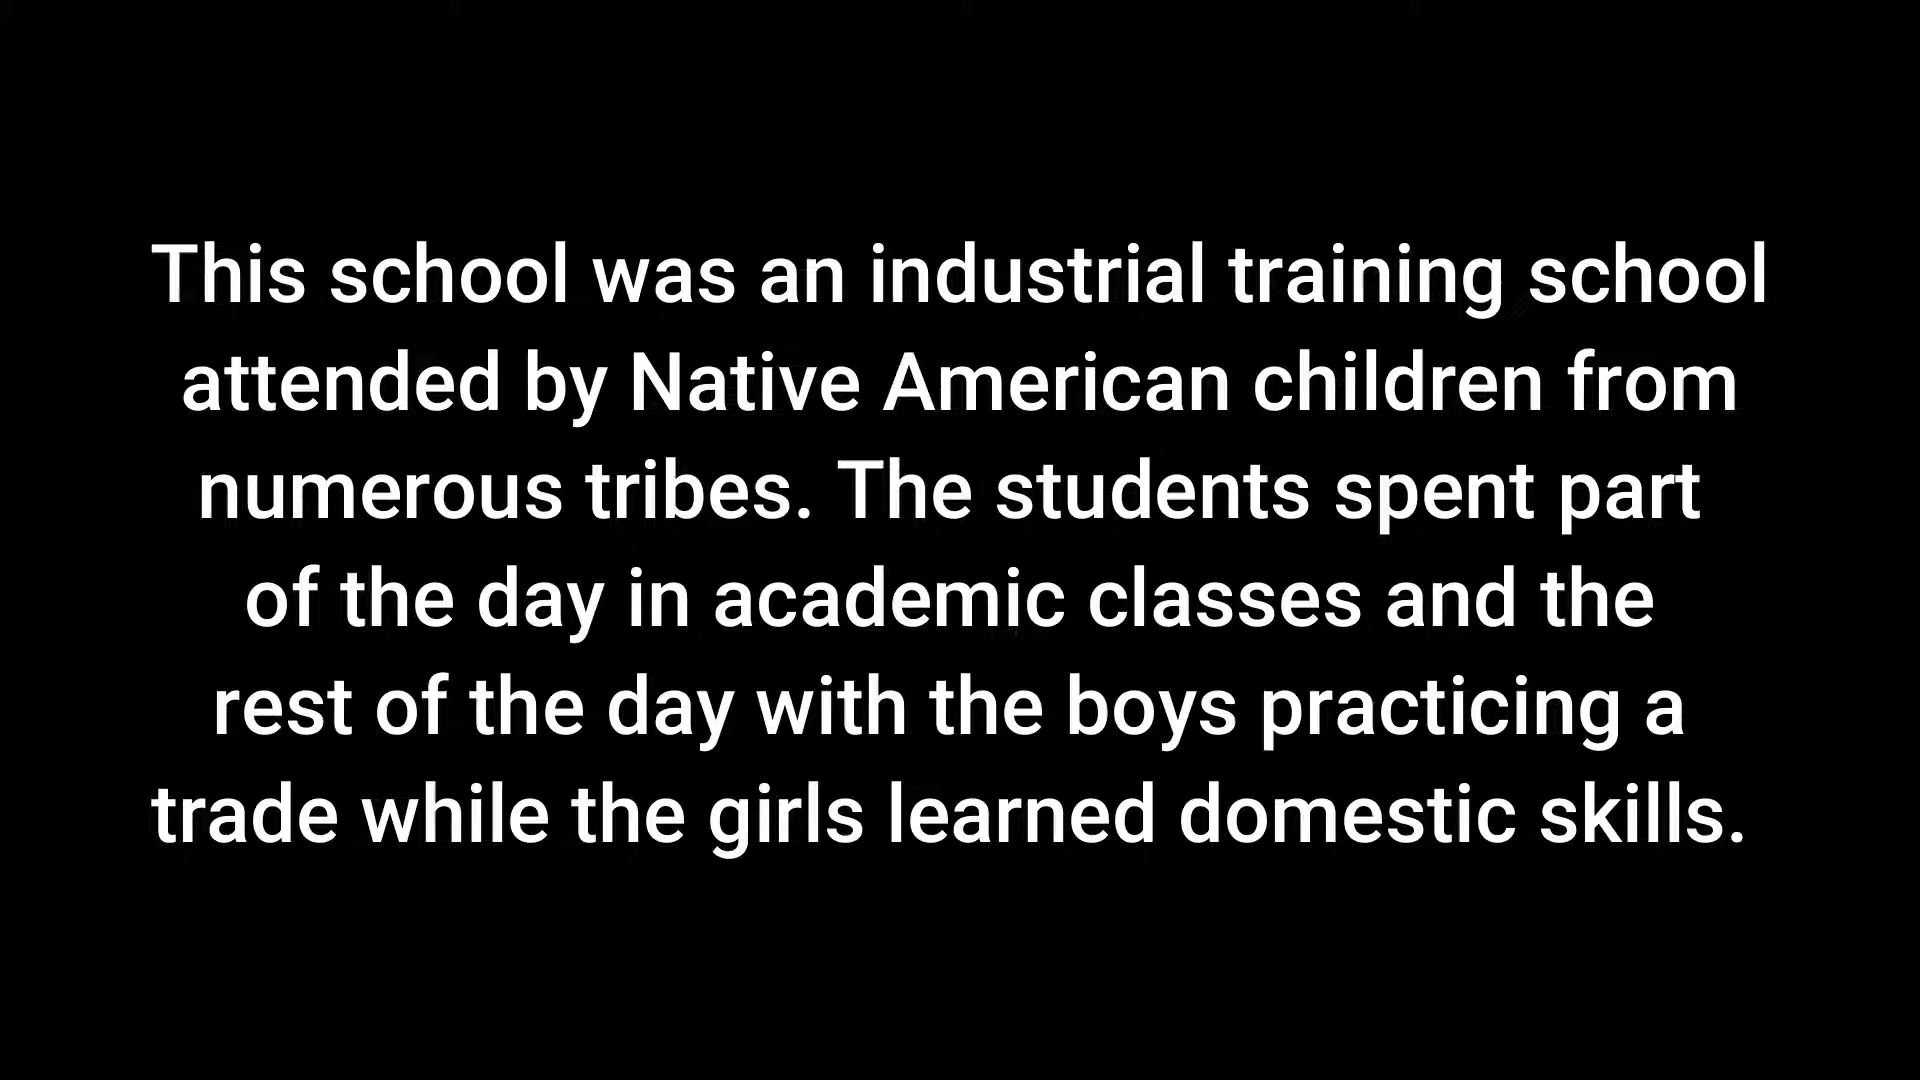 This school was an industrial training school
attended by Native American children from
numerous tribes. The students spent part
of the day in academic classes and the
rest of the day with the boys practicing a
trade while the girls learned domestic skills.